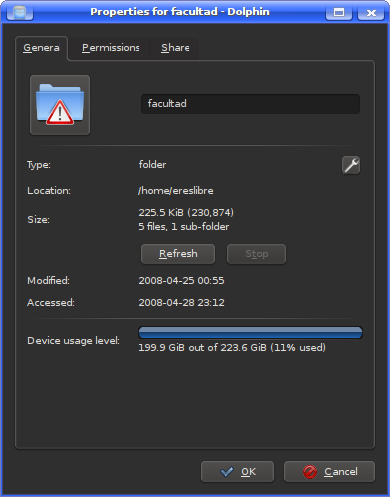 Properties for facultad - Dolphin
Genera Permissions Share
facultad
Type: folder
Location: /home/ereslibre
Size: 225.5 KiB (230,874)
5 files, 1 sub-folder
Refresh Stop
Modified: 2008-04-25 00:55
Accessed: 2008-04-28 23:12
Device usage level:
199.9 GiB out of 223.6 GiB (11% used)
OK Cancel